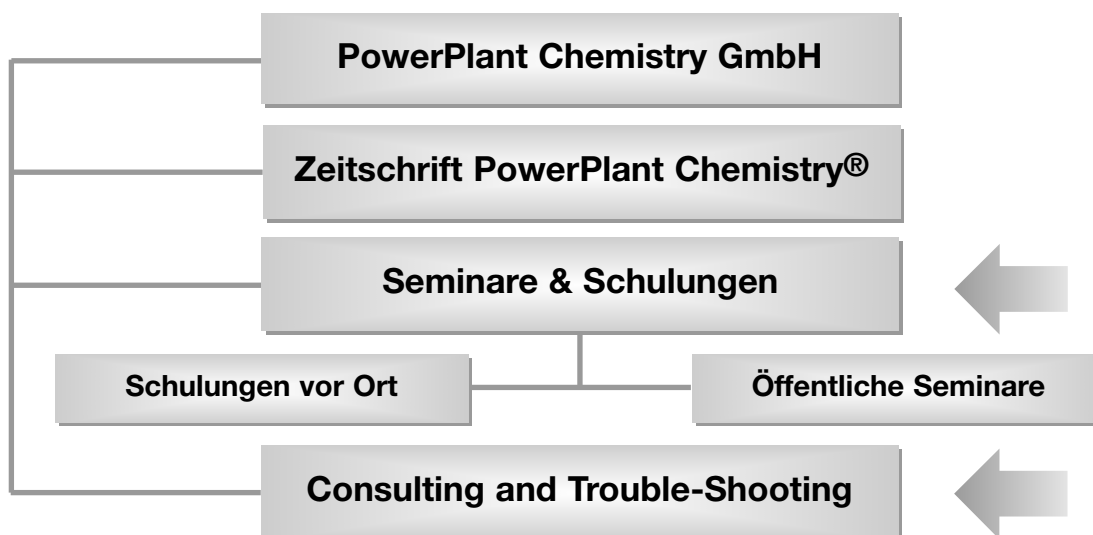 PowerPlant Chemistry GmbH
Zeitschrift PowerPlant Chemistry®
Seminare & Schulungen
Schulungen vor Ort
Öffentliche Seminare
Consulting and Trouble-Shooting